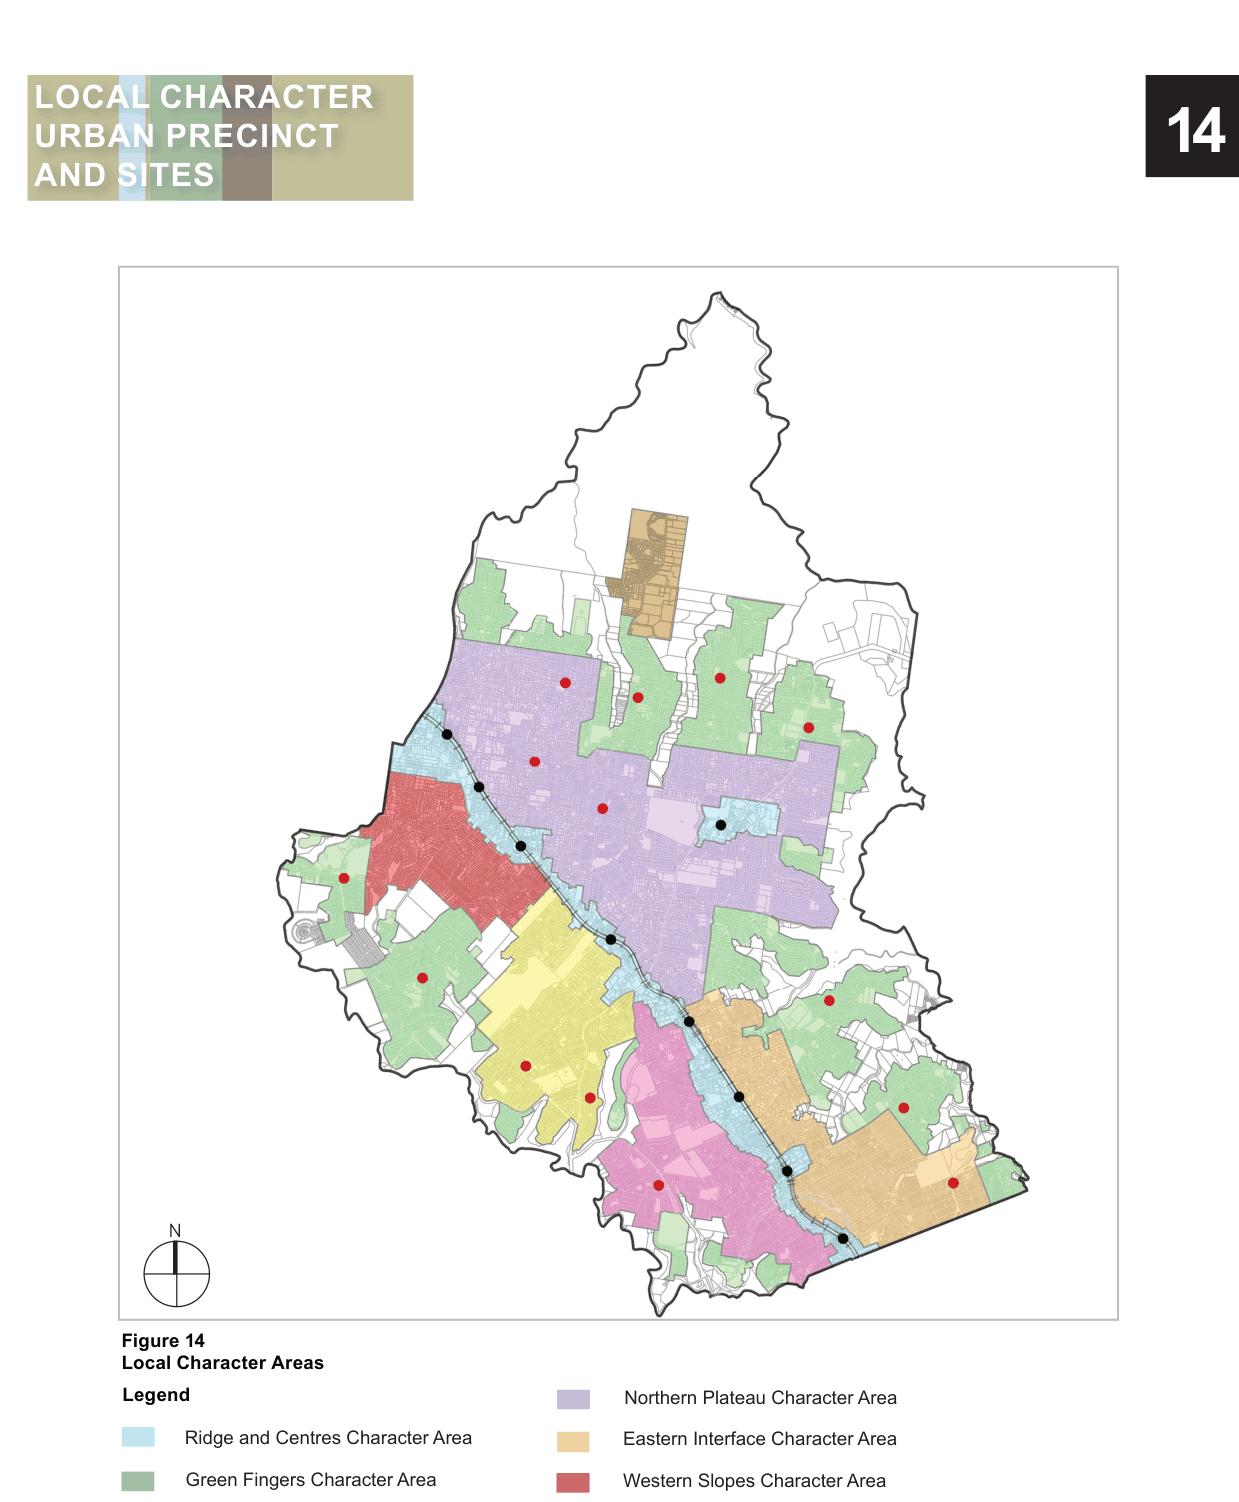 LOCAL CHARACTER
URBAN PRECINCT
AND SITES
14
N
Figure 14
Local Character Areas
Legend
Ridge and Centres Character Area
Green Fingers Character Area
Northern Plateau Character Area
Eastern Interface Character Area
Western Slopes Character Area